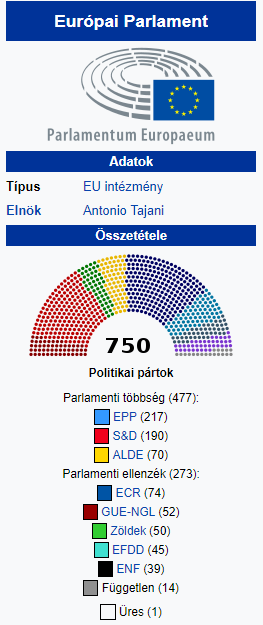 Európai Parlament
Parlamentum Europaeum
Adatok
Típus EU intézmény
Elnök Antonio Tajani
Összetétele
750
Politikai pártok
Parlamenti többség (477):
EPP (217)
S&D (190)
ALDE (70)
Parlamenti ellenzék (273):
ECR (74)
GUE-NGL (52)
Zöldek (50)
EFDD (45)
ENF (39)
Független (14)
Üres (1)